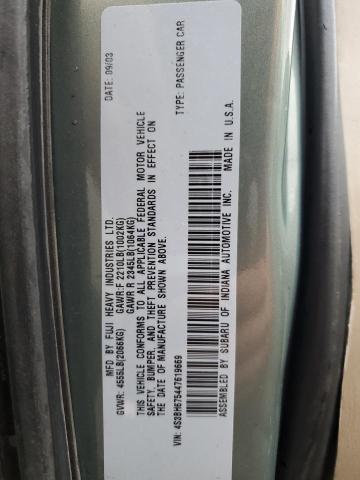 MFD BY FUJI HEAVY INDUSTRIES LTD. DATE: 09/03
GAWR:F 2210LB(1002KG)
GVWR: 4555LB(2066KG) GAWR R 2345LB(1064KG)
THIS VEHICLE CONFORMS TO ALL APPLICABLE FEDERAL MOTOR VEHICLE
SAFETY, BUMPER, AND THEFT PREVENTION STANDARDS IN EFFECT ON
THE DATE OF MANUFACTURE SHOWN ABOVE.
VIN: 4S3BH675447619669 TYPE: PASSENGER CAR
ASSEMBLED BY: SUBARU OF INDIANA AUTOMOTIVE INC. MADE IN U.S.A.